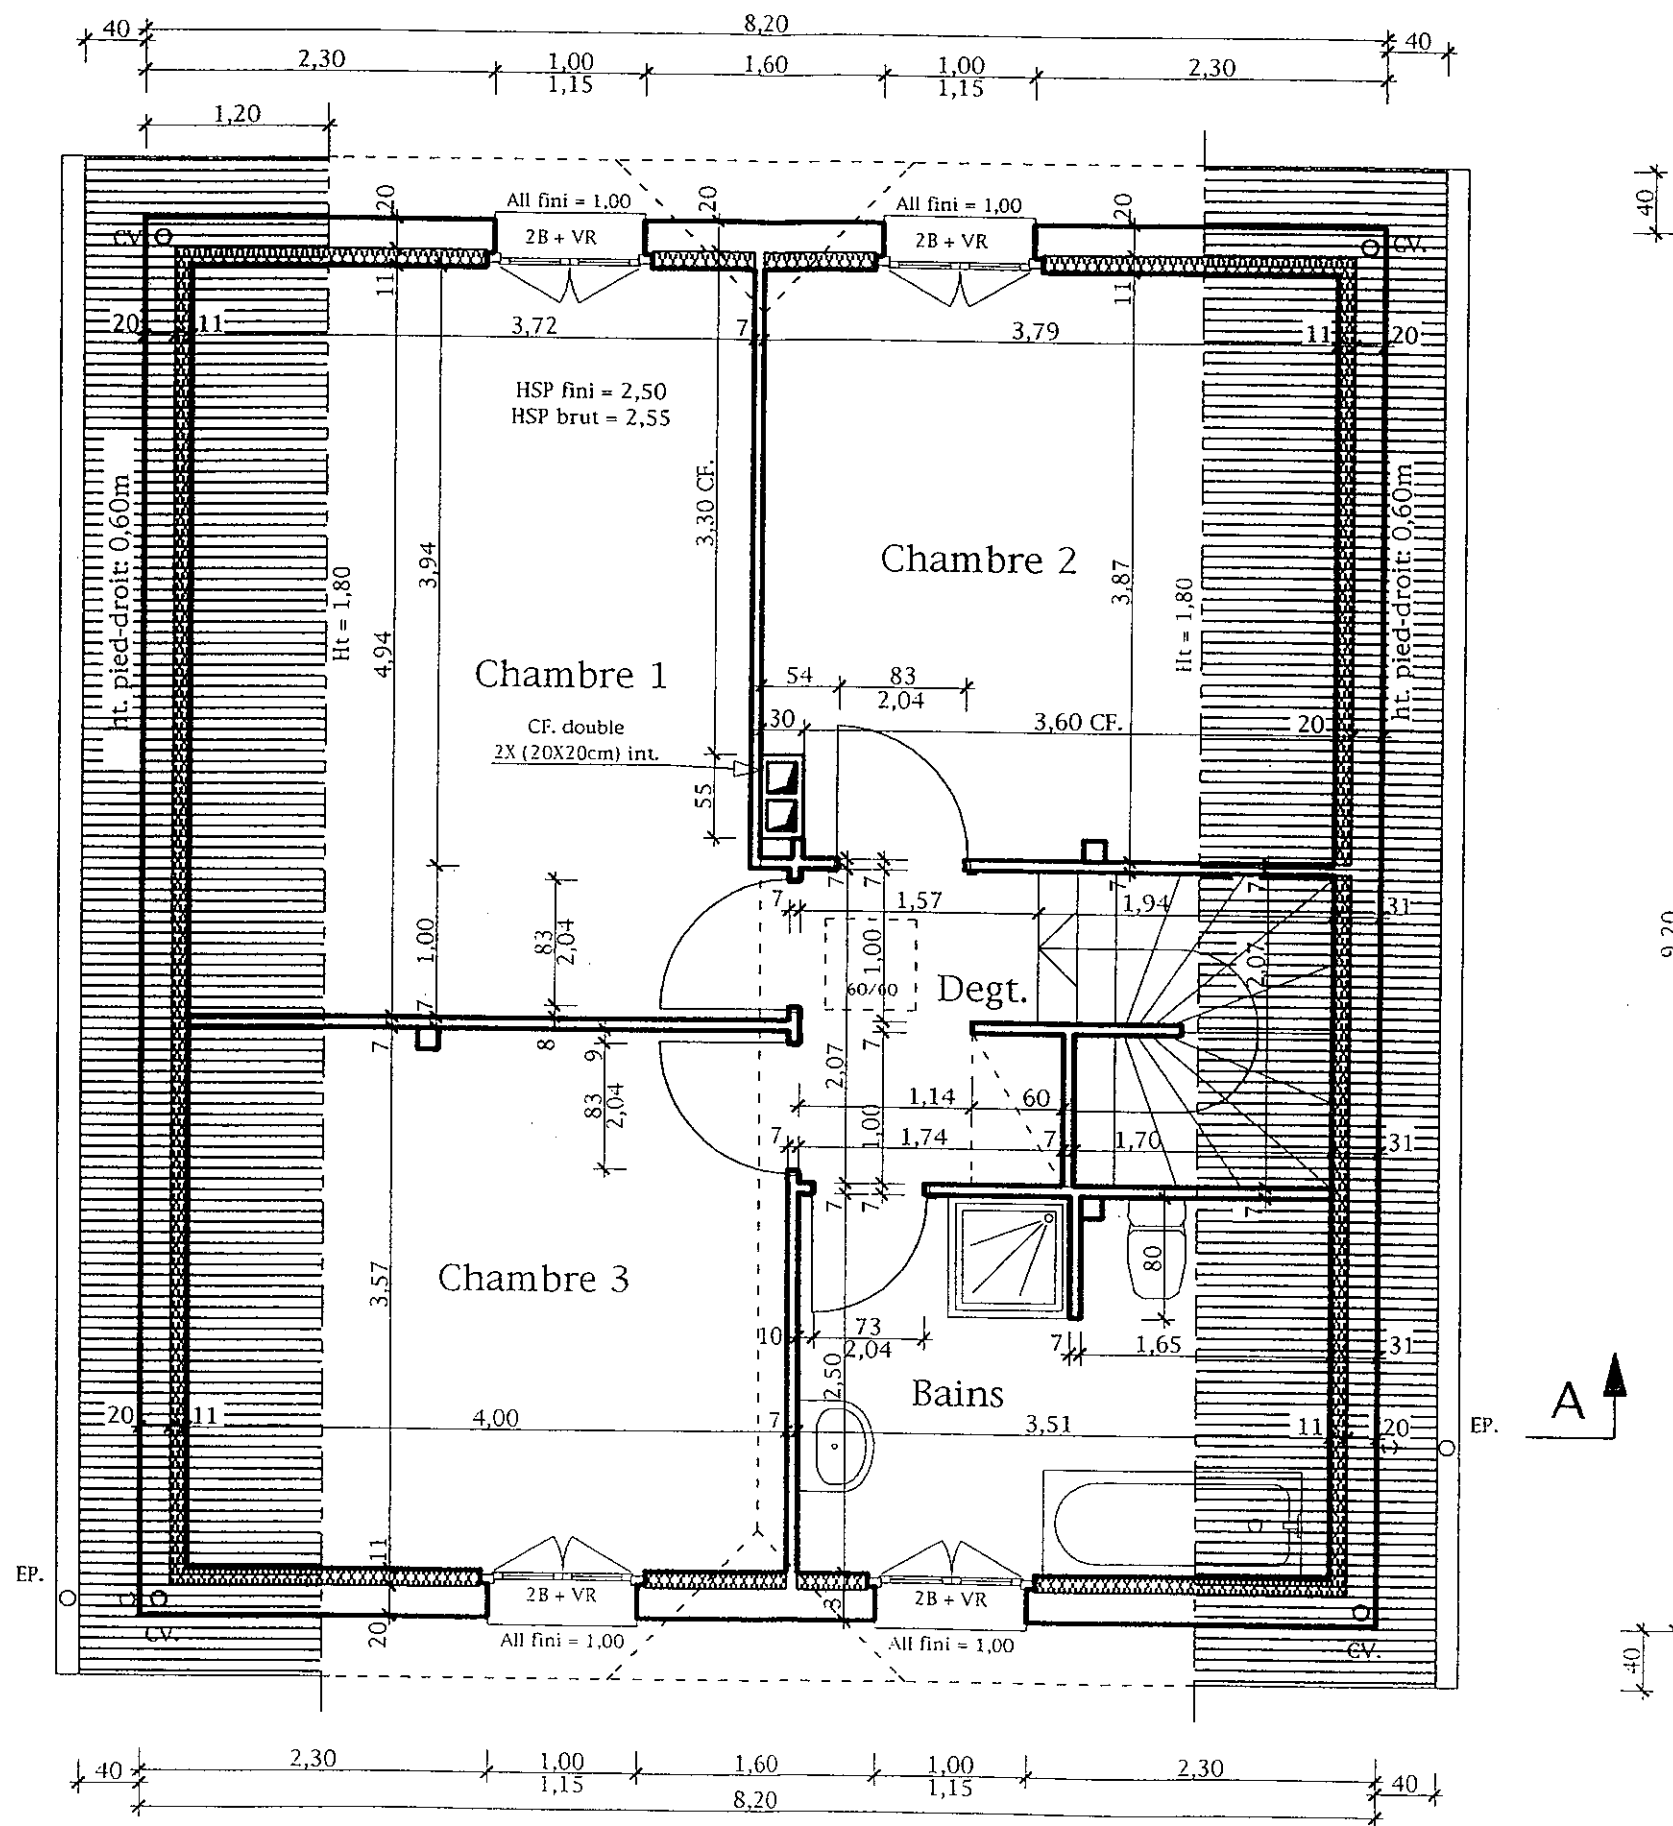 40 8,20 40
2,30 1,00 1,60 1,00 2,30
1,15 1,15
1,20
20 All fini = 1,00 20 All fini = 1,00 20 40
CV. 2B + VR 2B + VR CV.
11 11
20 11 3,72 7 3,79 11 20
HSP fini = 2,50
HSP brut = 2,55
3,30 CF.
ht. pied-droit: 0,60m
Ht = 1,80
4,94
3,94
Chambre 2
3,87
Ht = 1,80
ht. pied-droit: 0,60m
Chambre 1
54 83
2,04
CF. double
2X (20X20cm) int.
30 3,60 CF. 20
55
7 7 7 7
7 1,57 1,94 31
9,20
1,00
83
2,04
1,00
2,07
60/60
Degt.
7
7 8 9 7
2,07
83
2,04
1,14 60
1,00
7 1,74 7 1,70 31
7 7 7
Chambre 3
3,57
80
10 73
2,04
7 1,65 31
2,50
Bains
20 11 4,00 7 3,51 11 20
EP.
A
11
EP.
2B + VR 3 2B + VR
CV. 20 All fini = 1,00 All fini = 1,00 CV.
40
2,30 1,00 1,60 1,00 2,30
40 1,15 1,15 40
8,20